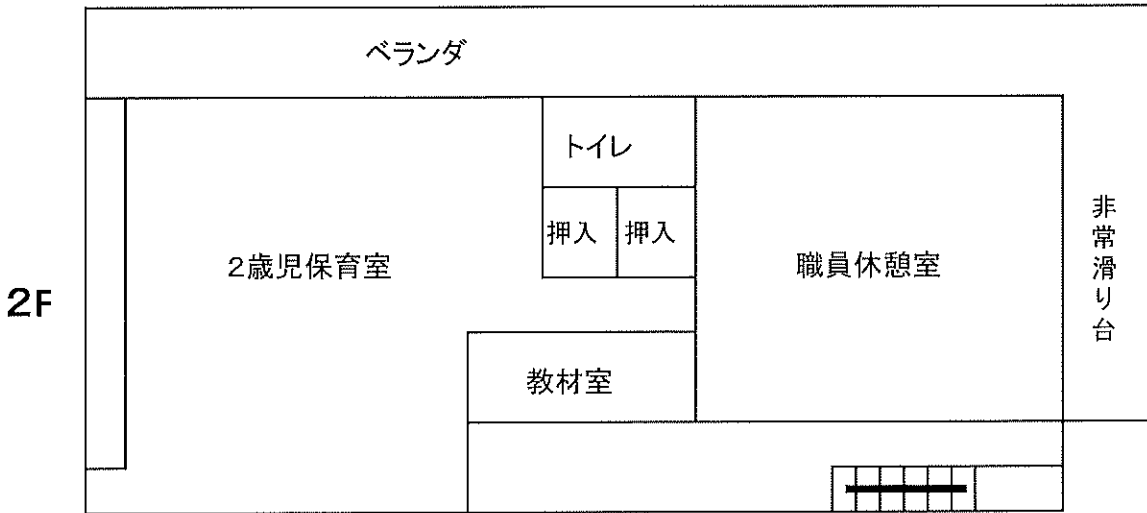 ベランダ
トイレ
押入 押入
2歳児保育室
職員休憩室
非常滑り台
2F
教材室